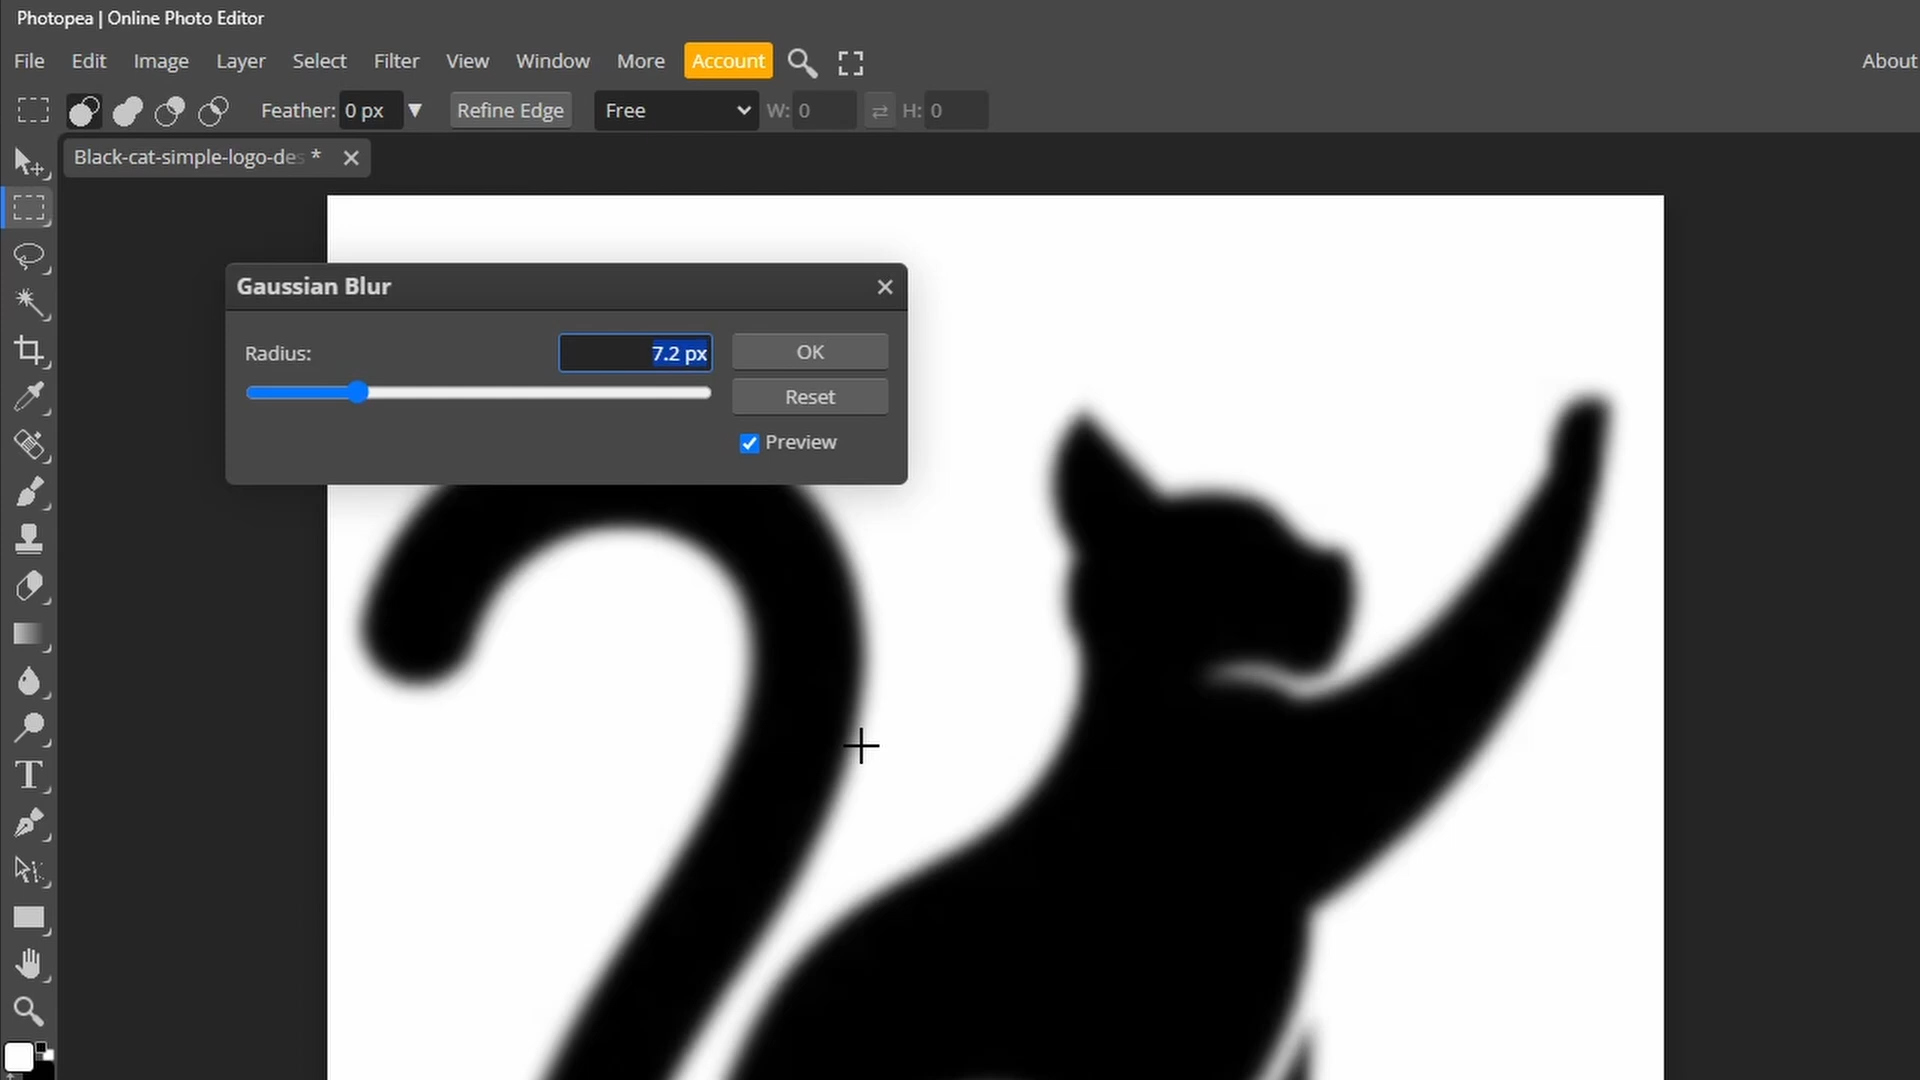 Photopea | Online Photo Editor
File Edit Image Layer Select Filter View Window More Account About
Feather: 0 px ▼ Refine Edge Free W: 0 H: 0
Black-cat-simple-logo-des *
Gaussian Blur
Radius: 7.2 px OK
Reset
Preview
T